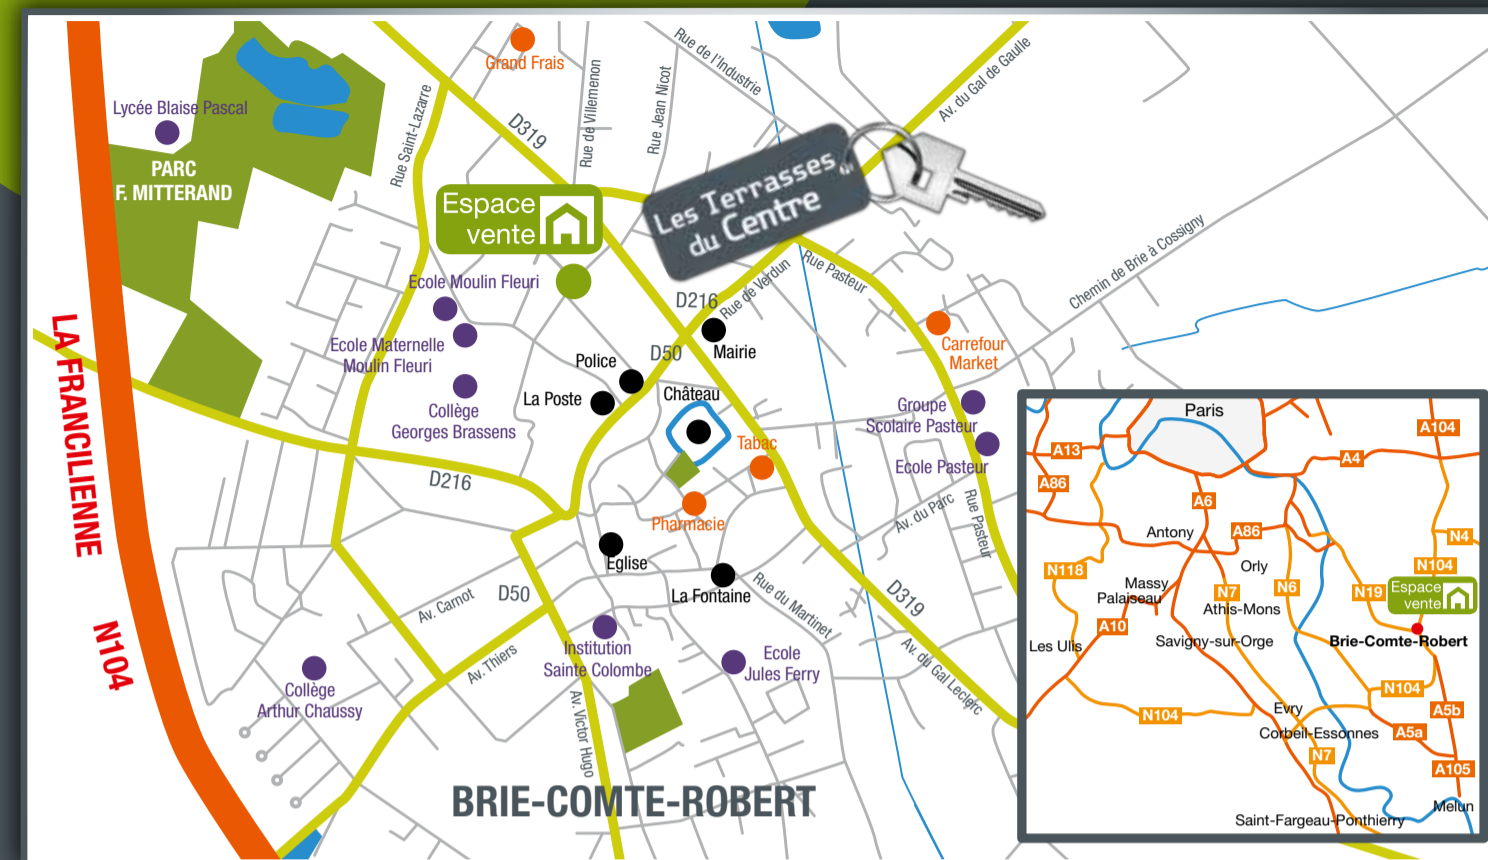 Grand Frais
Lycée Blaise Pascal
PARC
F. MITTERAND
Rue Saint-Lazarre
D319
Rue de Villemenon
Rue Jean Nicot
Rue de l'Industrie
Av. du Gal de Gaulle
Les Terrasses
du Centre
Espace
vente
Ecole Moulin Fleuri
Ecole Maternelle
Moulin Fleuri
Collège
Georges Brassens
Police
La Poste
D216
Rue de Verdun
D50
Mairie
Rue Pasteur
Chemin de Brie à Cossigny
Carrefour
Market
Château
Tabac
Groupe
Scolaire Pasteur
Ecole Pasteur
Rue Pasteur
Av. du Parc
Pharmacie
LA FRANCILIENNE
N104
D216
Eglise
La Fontaine
D50
Av. Carnot
Av. Thiers
Rue du Martinet
D319
Av. du Gal Leclerc
Institution
Sainte Colombe
Ecole
Jules Ferry
Av. Victor Hugo
Collège
Arthur Chaussy
BRIE-COMTE-ROBERT
Paris
A104
A13
A4
A86
A6
Antony
A86
N4
Orly
N104
N118
Massy
Palaiseau
N7
N6
N19
Espace
vente
Athis-Mons
A10
Les Ulis
Savigny-sur-Orge
Brie-Comte-Robert
N104
N104
Evry
A5b
Corbeil-Essonnes
A5a
N7
A105
Melun
Saint-Fargeau-Ponthierry